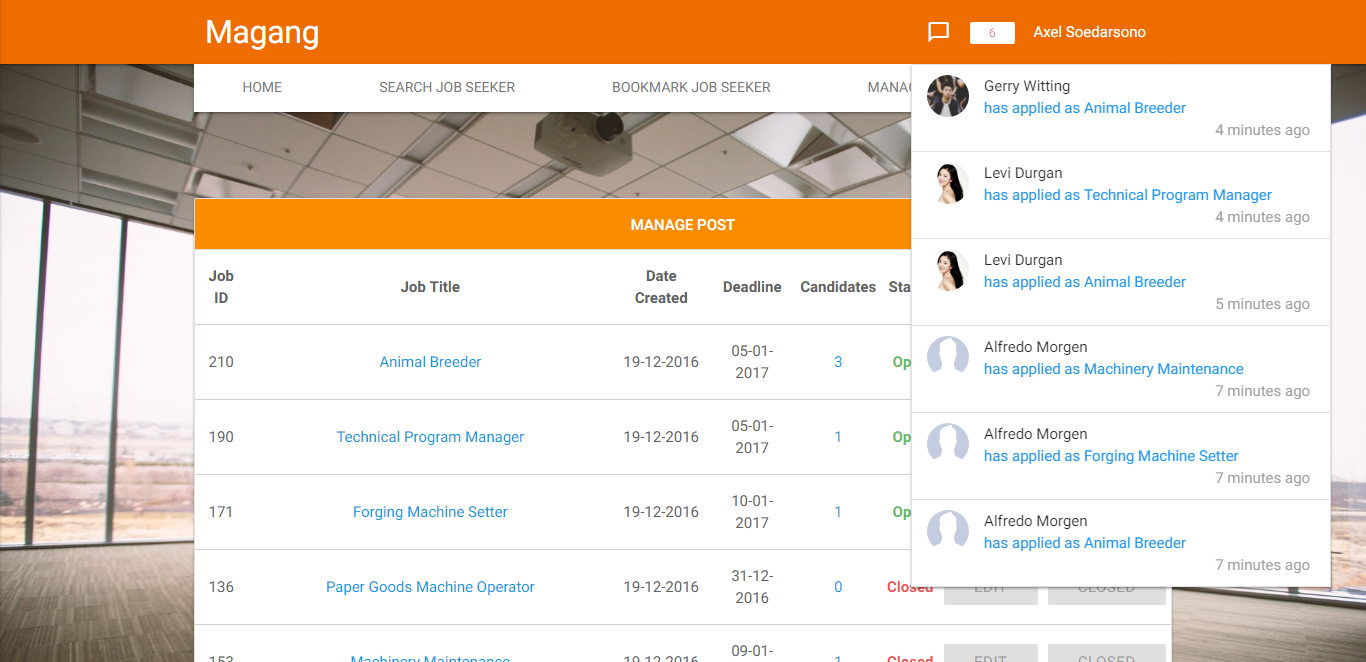 Magang
6
Axel Soedarsono
HOME
SEARCH JOB SEEKER
BOOKMARK JOB SEEKER
MANAG
Gerry Witting
has applied as Animal Breeder
4 minutes ago
Levi Durgan
has applied as Technical Program Manager
4 minutes ago
Levi Durgan
has applied as Animal Breeder
5 minutes ago
Alfredo Morgen
has applied as Machinery Maintenance
7 minutes ago
Alfredo Morgen
has applied as Forging Machine Setter
7 minutes ago
Alfredo Morgen
has applied as Animal Breeder
7 minutes ago
MANAGE POST
Job
ID
Job Title
Date
Created
Deadline
Candidates
Sta
210
Animal Breeder
19-12-2016
05-01-
2017
3
Op
190
Technical Program Manager
19-12-2016
05-01-
2017
1
Op
171
Forging Machine Setter
19-12-2016
10-01-
2017
1
Op
136
Paper Goods Machine Operator
19-12-2016
31-12-
2016
0
Closed
EDIT
CLOSED
153
Machinery Maintenance
19-12-2016
09-01-
1
Closed
EDIT
CLOSED